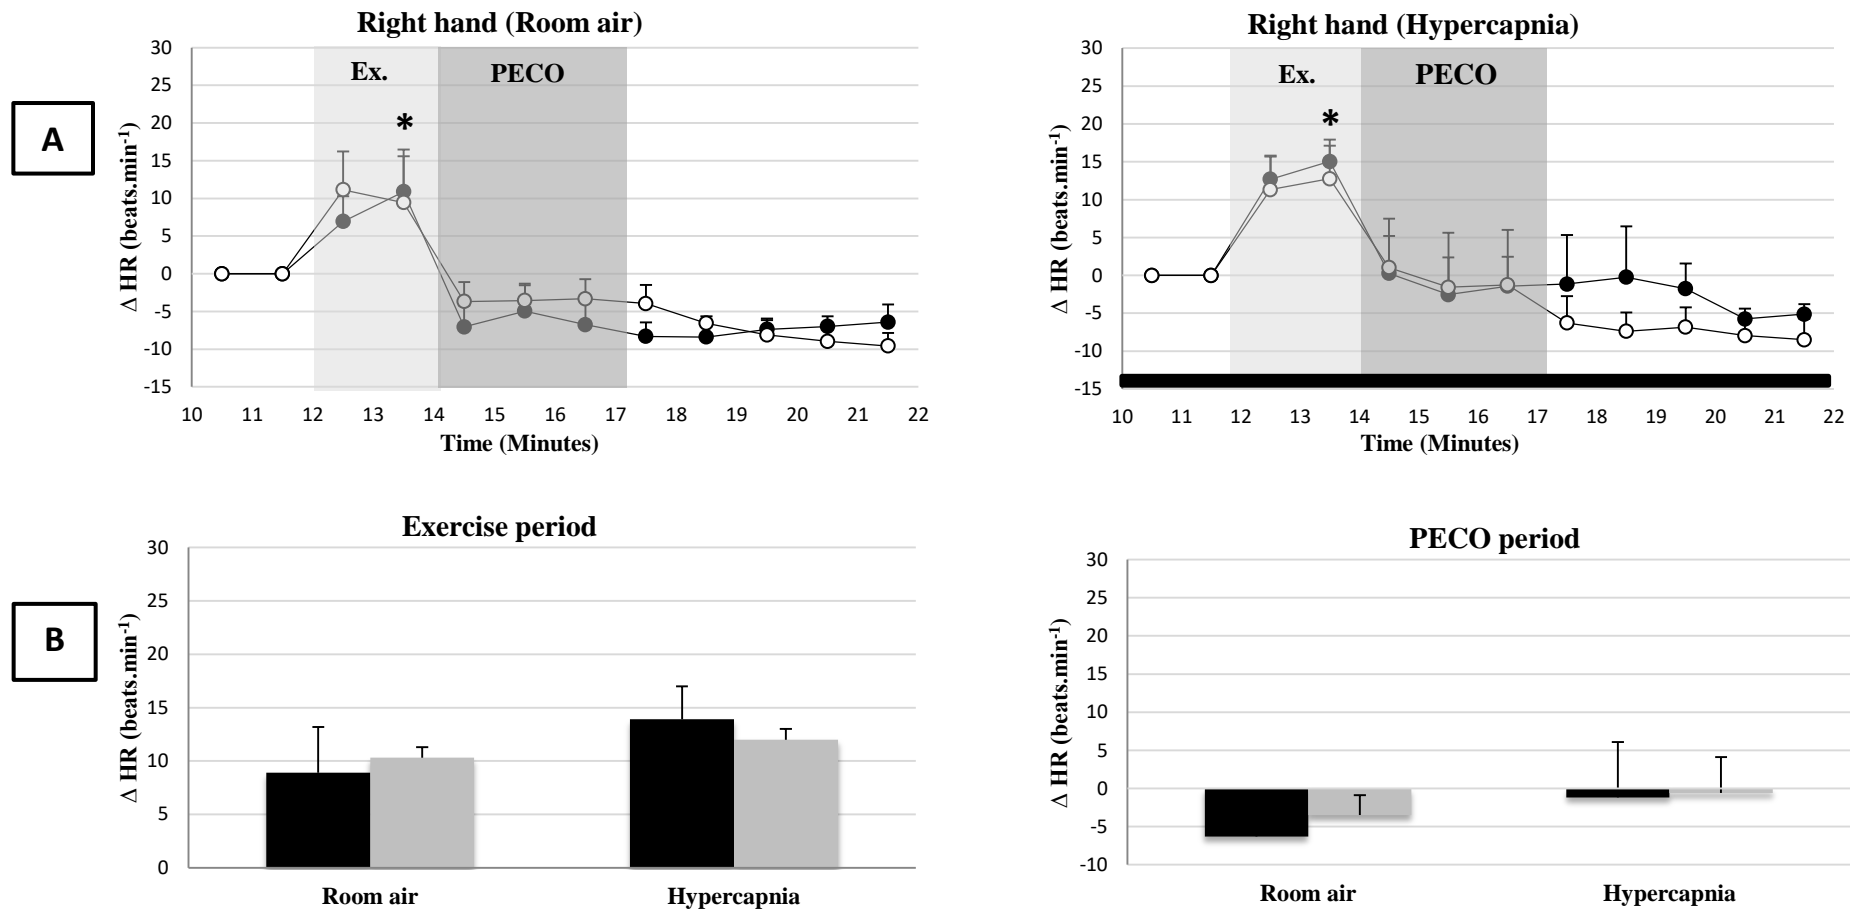 Right hand (Room air)
Right hand (Hypercapnia)
A
Ex.
PECO
*
Δ HR (beats.min-1)
30
25
20
15
10
5
0
-5
-10
-15
10 11 12 13 14 15 16 17 18 19 20 21 22
Time (Minutes)
Ex.
PECO
*
Δ HR (beats.min-1)
30
25
20
15
10
5
0
-5
-10
-15
10 11 12 13 14 15 16 17 18 19 20 21 22
Time (Minutes)
B
Exercise period
Δ HR (beats.min-1)
30
25
20
15
10
5
0
Room air
Hypercapnia
PECO period
Δ HR (beats.min-1)
30
25
20
15
10
5
0
-5
-10
Room air
Hypercapnia